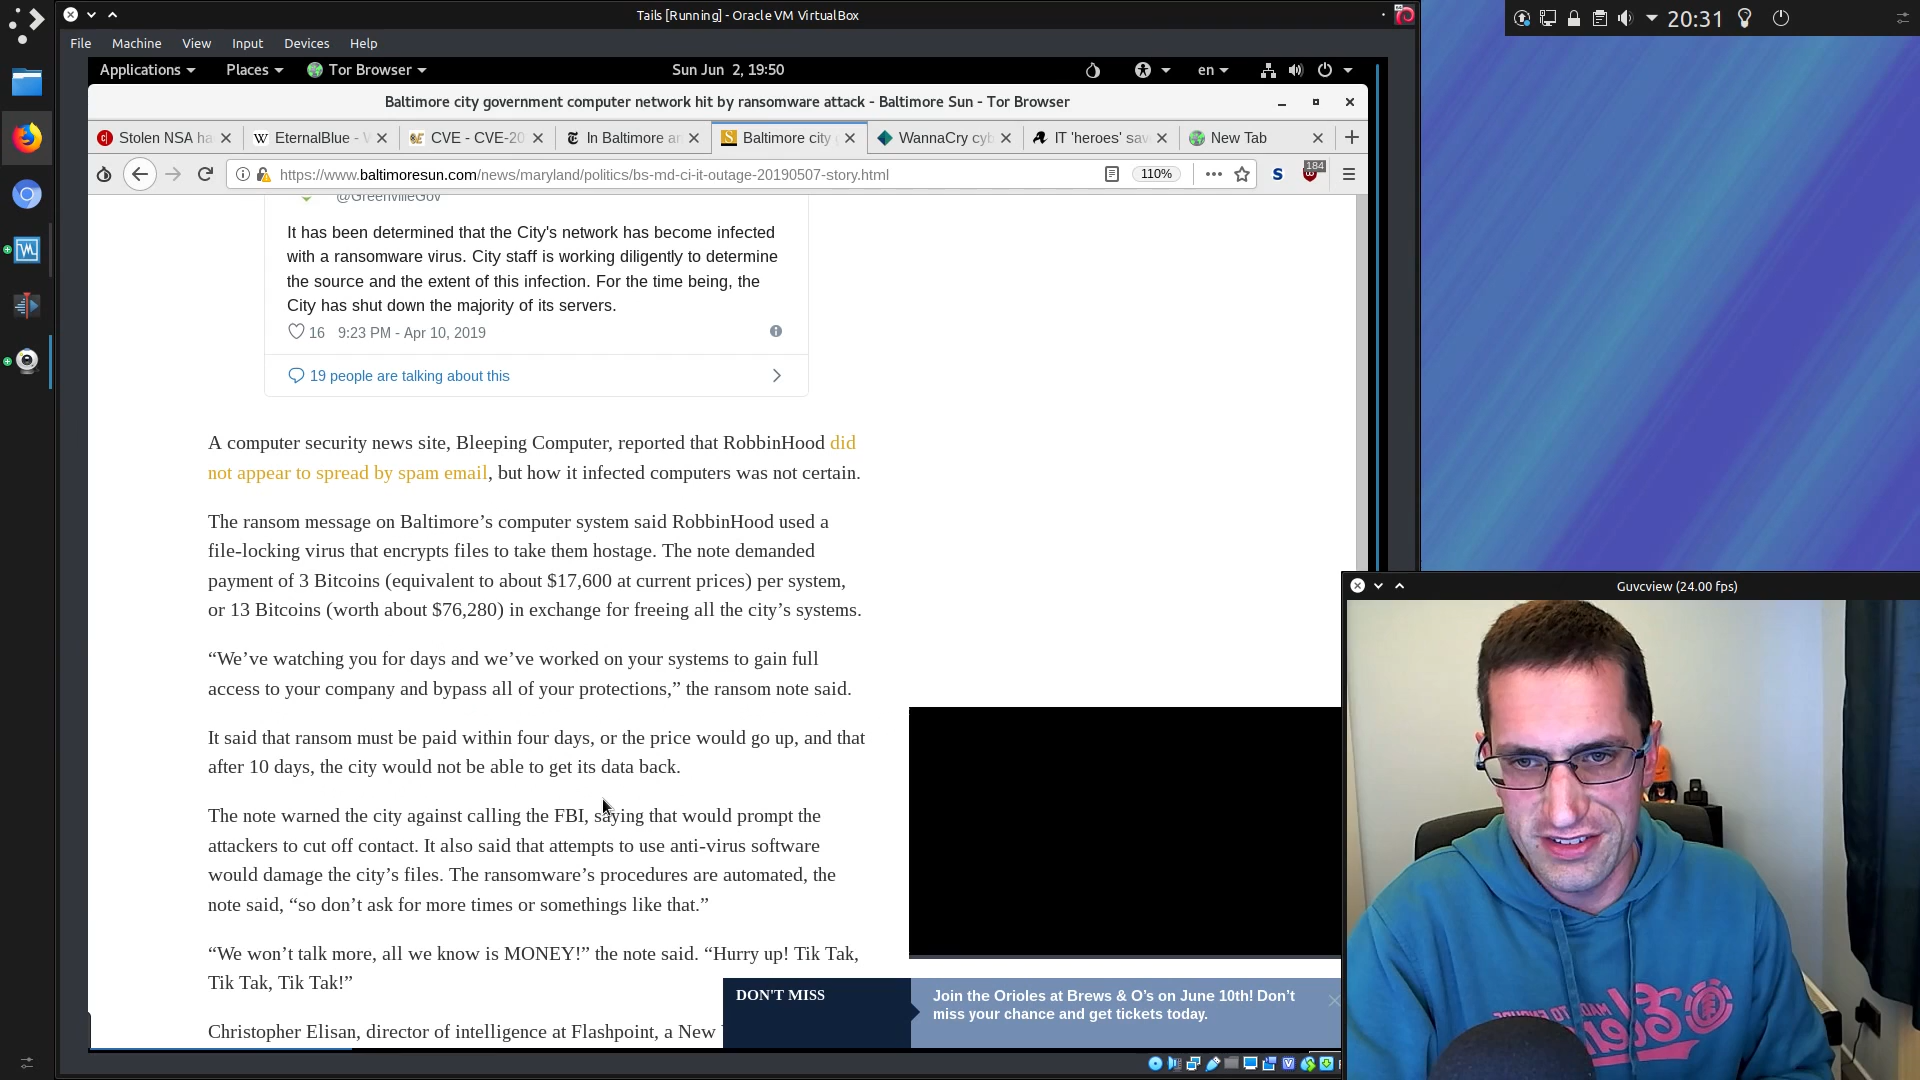 Tails [Running] - Oracle VM VirtualBox
20:31
File Machine View Input Devices Help
Applications Places Tor Browser Sun Jun 2, 19:50 en
Baltimore city government computer network hit by ransomware attack - Baltimore Sun - Tor Browser
Stolen NSA ha EternalBlue - W CVE - CVE-20 In Baltimore an Baltimore city WannaCry cyb IT 'heroes' sav New Tab
https://www.baltimoresun.com/news/maryland/politics/bs-md-ci-it-outage-20190507-story.html 110% S 184
@GreenvilleGov
It has been determined that the City's network has become infected
with a ransomware virus. City staff is working diligently to determine
the source and the extent of this infection. For the time being, the
City has shut down the majority of its servers.
16 9:23 PM - Apr 10, 2019
19 people are talking about this
A computer security news site, Bleeping Computer, reported that RobbinHood did
not appear to spread by spam email, but how it infected computers was not certain.
The ransom message on Baltimore’s computer system said RobbinHood used a
file-locking virus that encrypts files to take them hostage. The note demanded
payment of 3 Bitcoins (equivalent to about $17,600 at current prices) per system,
or 13 Bitcoins (worth about $76,280) in exchange for freeing all the city’s systems.
“We’ve watching you for days and we’ve worked on your systems to gain full
access to your company and bypass all of your protections,” the ransom note said.
It said that ransom must be paid within four days, or the price would go up, and that
after 10 days, the city would not be able to get its data back.
The note warned the city against calling the FBI, saying that would prompt the
attackers to cut off contact. It also said that attempts to use anti-virus software
would damage the city’s files. The ransomware’s procedures are automated, the
note said, “so don’t ask for more times or somethings like that.”
“We won’t talk more, all we know is MONEY!” the note said. “Hurry up! Tik Tak,
Tik Tak, Tik Tak!”
Christopher Elisan, director of intelligence at Flashpoint, a New
DON'T MISS
Join the Orioles at Brews & O’s on June 10th! Don’t
miss your chance and get tickets today.
Guvcview (24.00 fps)